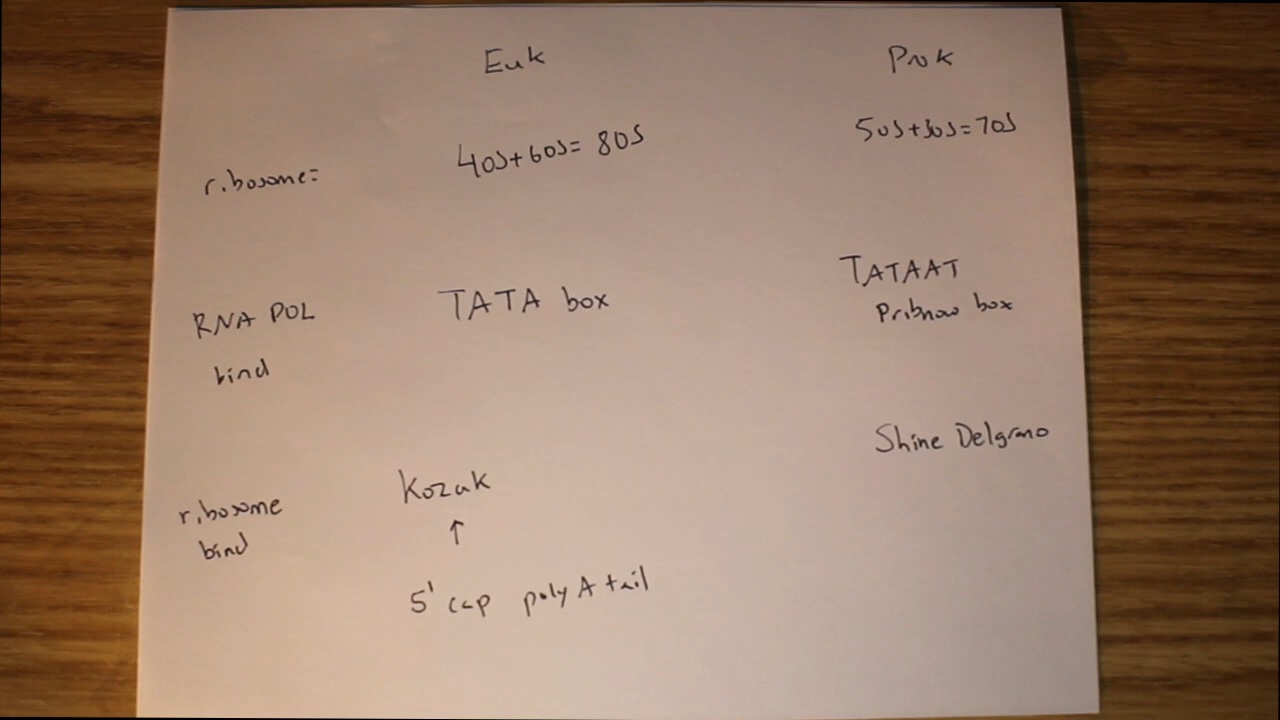 Euk Prok
ribosome: 40S+60S= 80S 50S+30S=70S
RNA POL bind TATA box TATAAT
Pribnow box
ribosome bind Kozak Shine Delgrano
↑
5' cap poly A tail